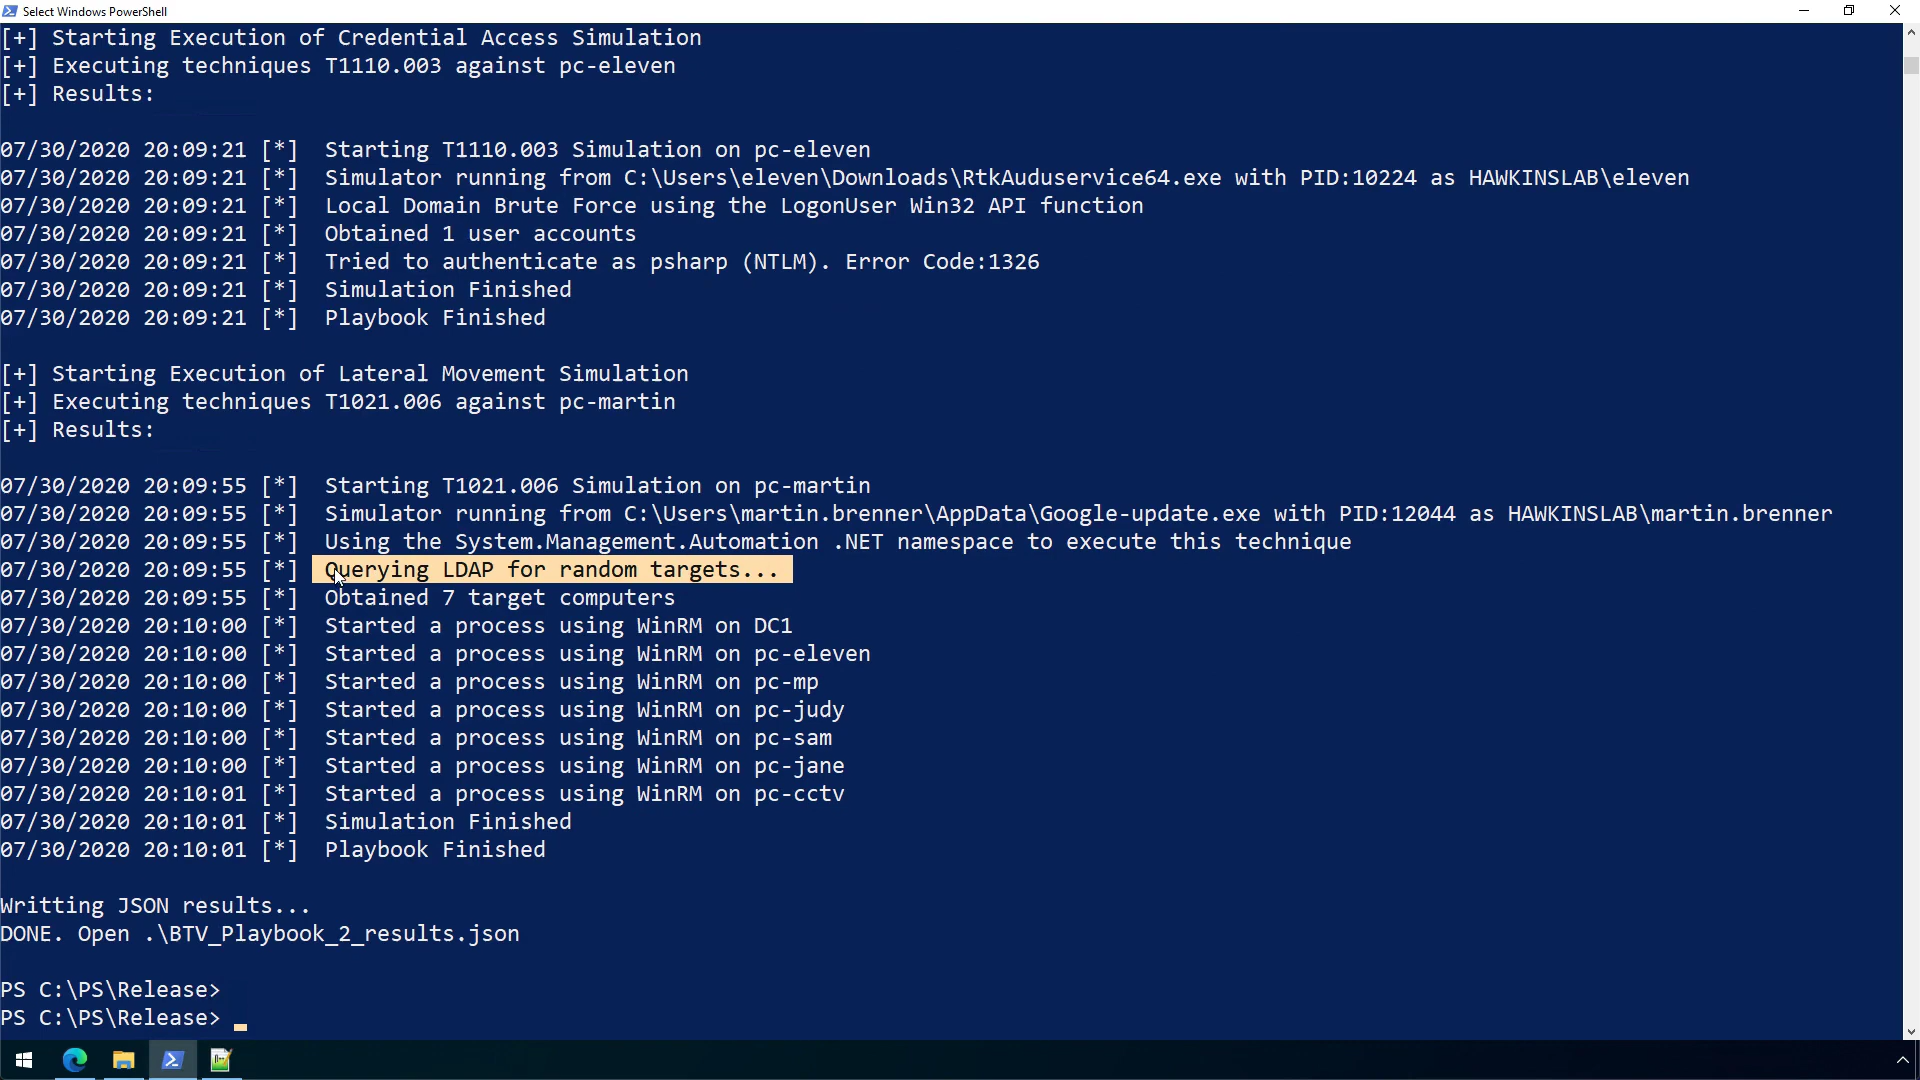 Select Windows PowerShell
[+] Starting Execution of Credential Access Simulation
[+] Executing techniques T1110.003 against pc-eleven
[+] Results:
07/30/2020 20:09:21 [*] Starting T1110.003 Simulation on pc-eleven
07/30/2020 20:09:21 [*] Simulator running from C:\Users\eleven\Downloads\RtkAuduservice64.exe with PID:10224 as HAWKINSLAB\eleven
07/30/2020 20:09:21 [*] Local Domain Brute Force using the LogonUser Win32 API function
07/30/2020 20:09:21 [*] Obtained 1 user accounts
07/30/2020 20:09:21 [*] Tried to authenticate as psharp (NTLM). Error Code:1326
07/30/2020 20:09:21 [*] Simulation Finished
07/30/2020 20:09:21 [*] Playbook Finished
[+] Starting Execution of Lateral Movement Simulation
[+] Executing techniques T1021.006 against pc-martin
[+] Results:
07/30/2020 20:09:55 [*] Starting T1021.006 Simulation on pc-martin
07/30/2020 20:09:55 [*] Simulator running from C:\Users\martin.brenner\AppData\Google-update.exe with PID:12044 as HAWKINSLAB\martin.brenner
07/30/2020 20:09:55 [*] Using the System.Management.Automation .NET namespace to execute this technique
07/30/2020 20:09:55 [*] Querying LDAP for random targets...
07/30/2020 20:09:55 [*] Obtained 7 target computers
07/30/2020 20:10:00 [*] Started a process using WinRM on DC1
07/30/2020 20:10:00 [*] Started a process using WinRM on pc-eleven
07/30/2020 20:10:00 [*] Started a process using WinRM on pc-mp
07/30/2020 20:10:00 [*] Started a process using WinRM on pc-judy
07/30/2020 20:10:00 [*] Started a process using WinRM on pc-sam
07/30/2020 20:10:00 [*] Started a process using WinRM on pc-jane
07/30/2020 20:10:01 [*] Started a process using WinRM on pc-cctv
07/30/2020 20:10:01 [*] Simulation Finished
07/30/2020 20:10:01 [*] Playbook Finished
Writting JSON results...
DONE. Open .\BTV_Playbook_2_results.json
PS C:\PS\Release>
PS C:\PS\Release>